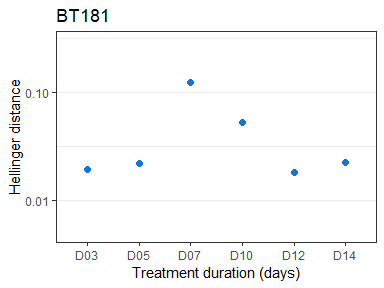 BT181
Hellinger distance
0.10
0.01
D03 D05 D07 D10 D12 D14
Treatment duration (days)